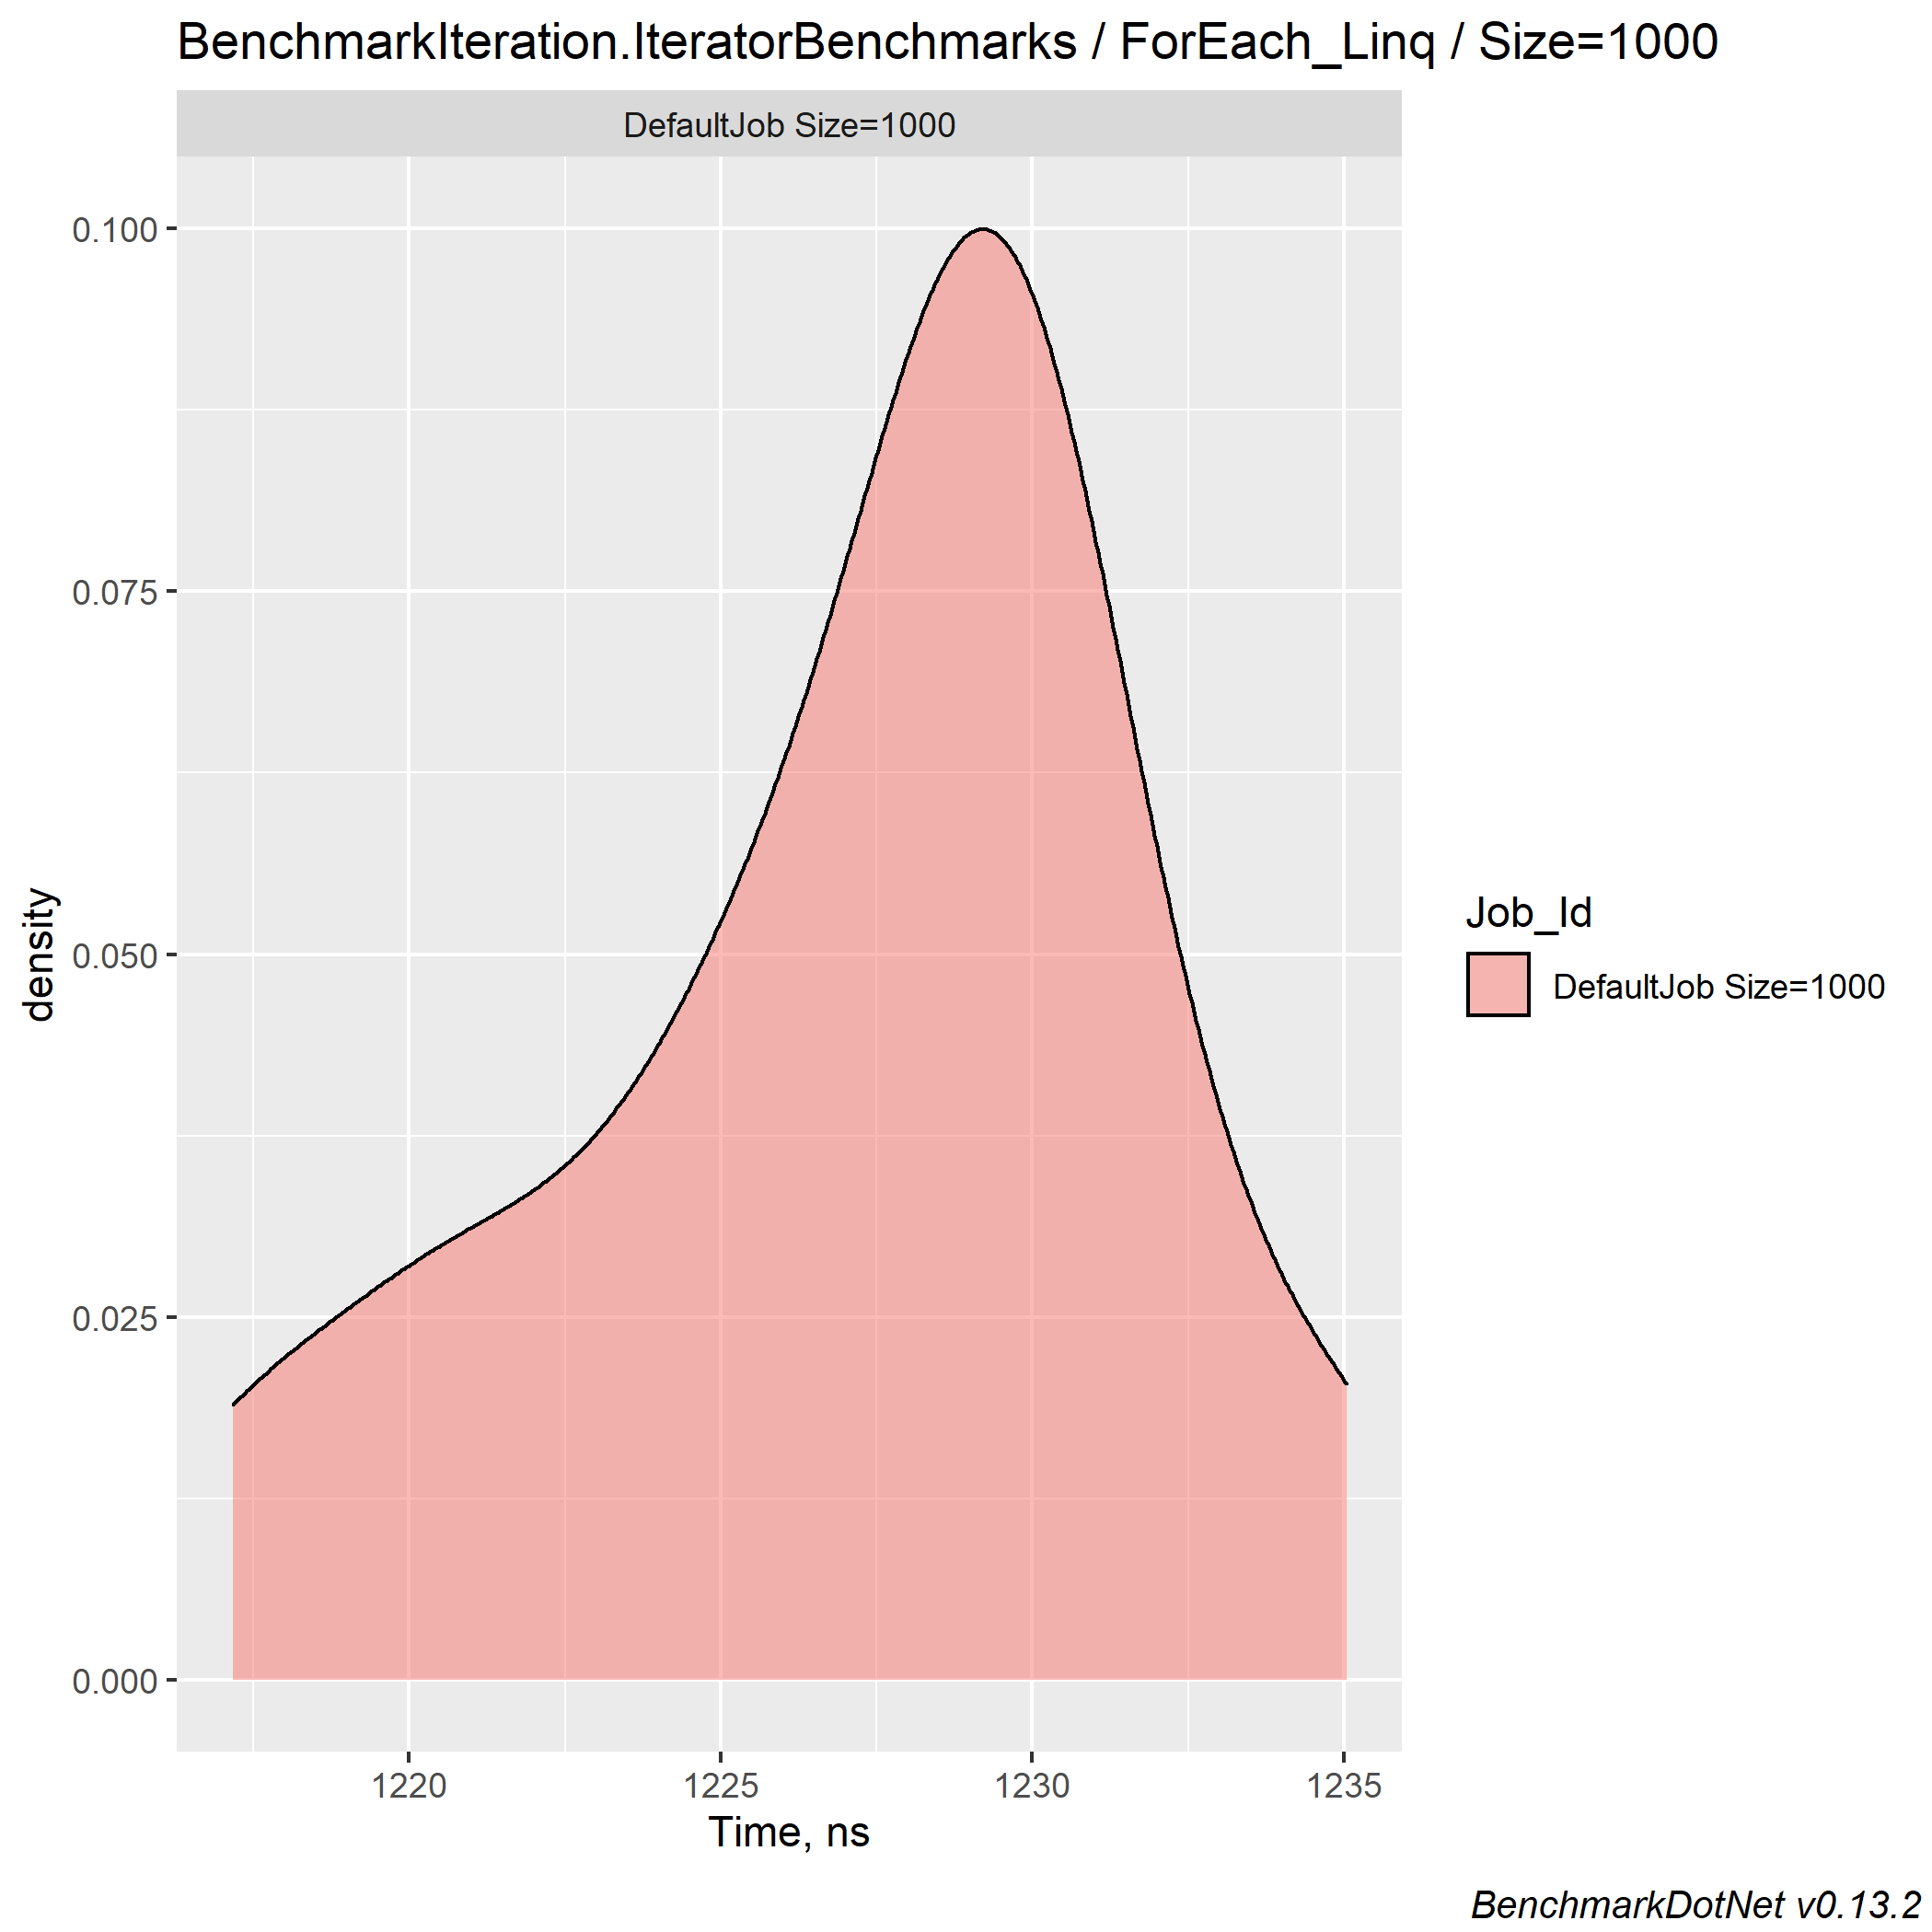 BenchmarkIteration.IteratorBenchmarks / ForEach_Linq / Size=1000
DefaultJob Size=1000
0.100
0.075
0.050
0.025
0.000
density
1220
1225
1230
1235
Time, ns
Job_Id
DefaultJob Size=1000
BenchmarkDotNet v0.13.2